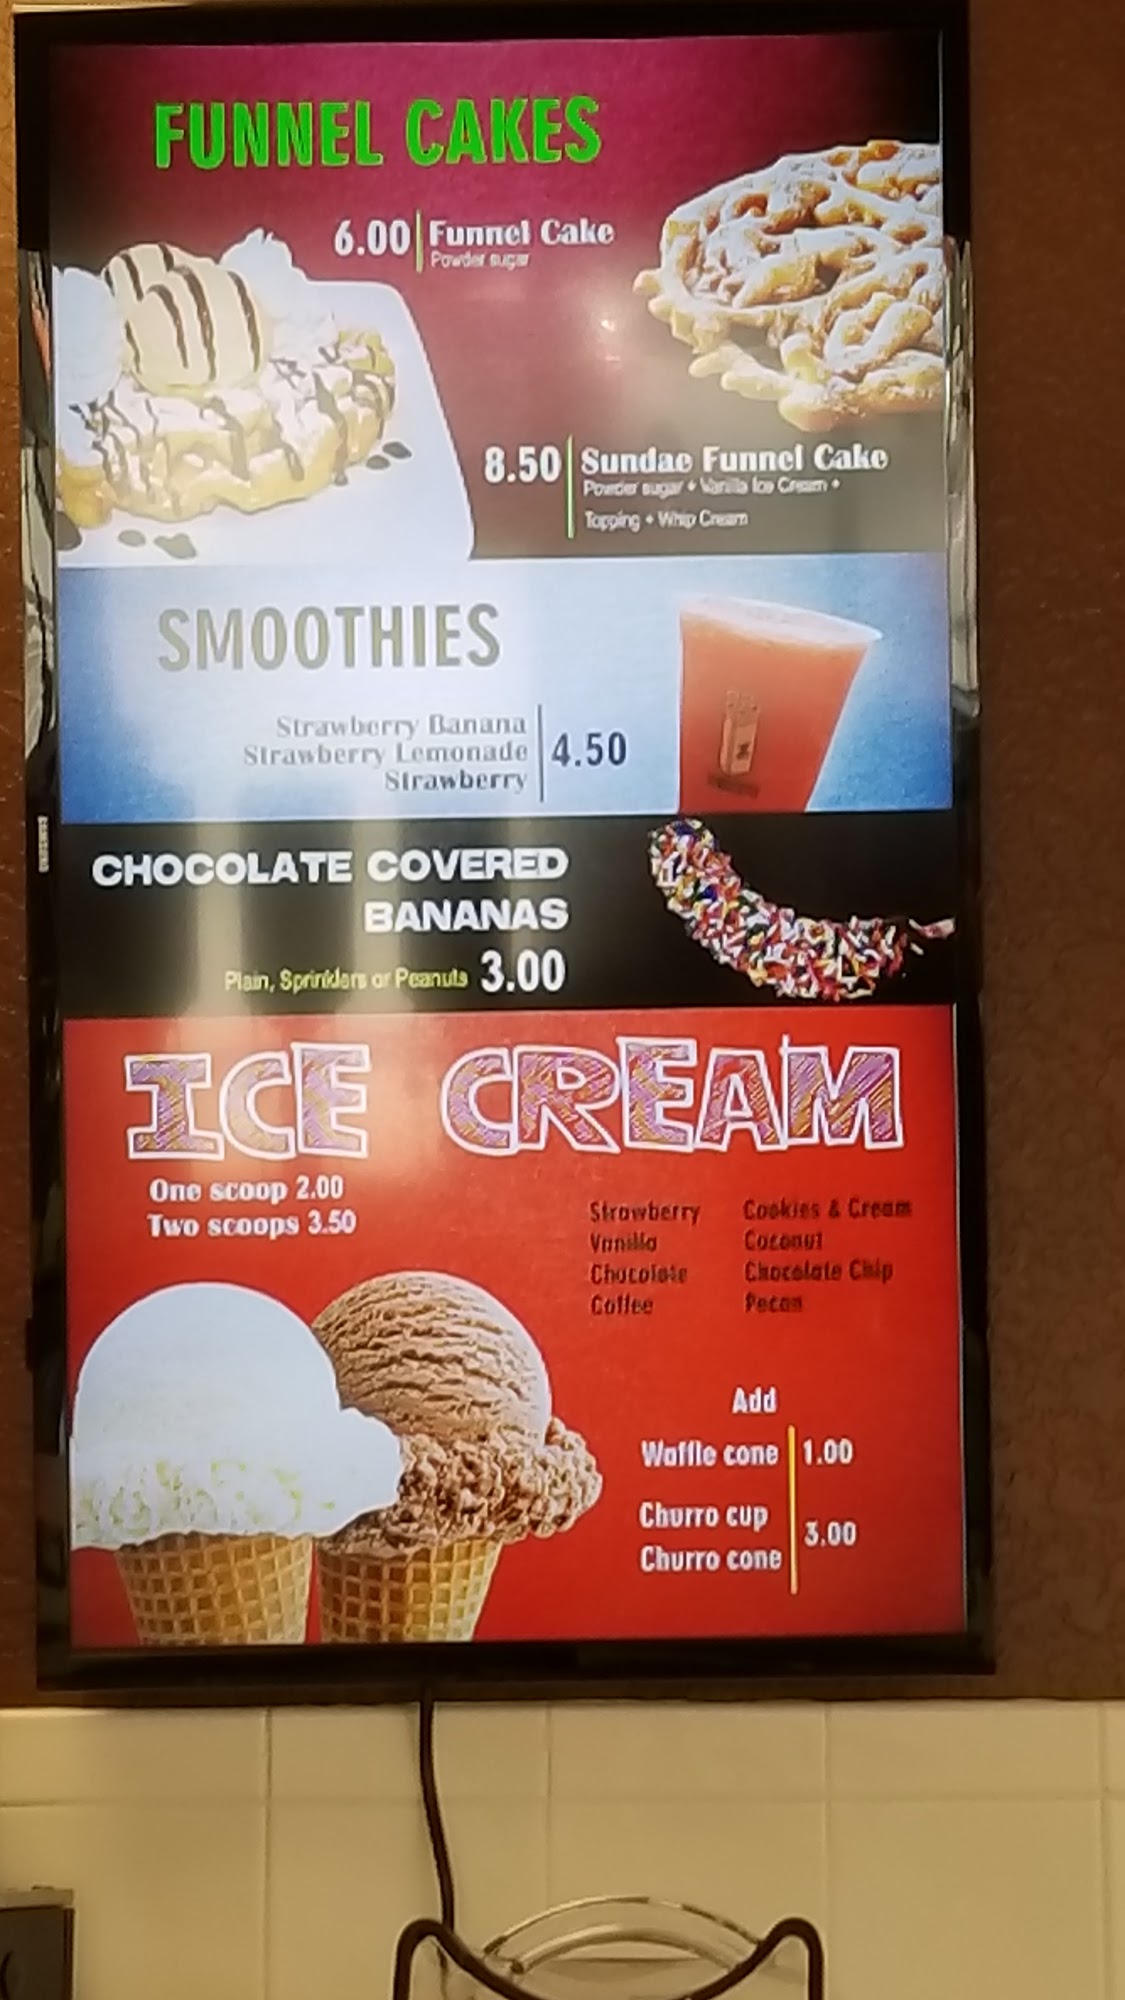 FUNNEL CAKES
6.00 Funnel Cake
Powder sugar
8.50 Sundae Funnel Cake
Powder sugar • Vanilla Ice Cream •
Topping • Whip Cream
SMOOTHIES
Strawberry Banana
Strawberry Lemonade
Strawberry
4.50
CHOCOLATE COVERED
BANANAS
Plain, Sprinklers or Peanuts 3.00
ICE CREAM
One scoop 2.00
Two scoops 3.50
Strawberry
Vanilla
Chocolate
Coffee
Cookies & Cream
Coconut
Chocolate Chip
Pecan
Add
Waffle cone 1.00
Churro cup
Churro cone
3.00